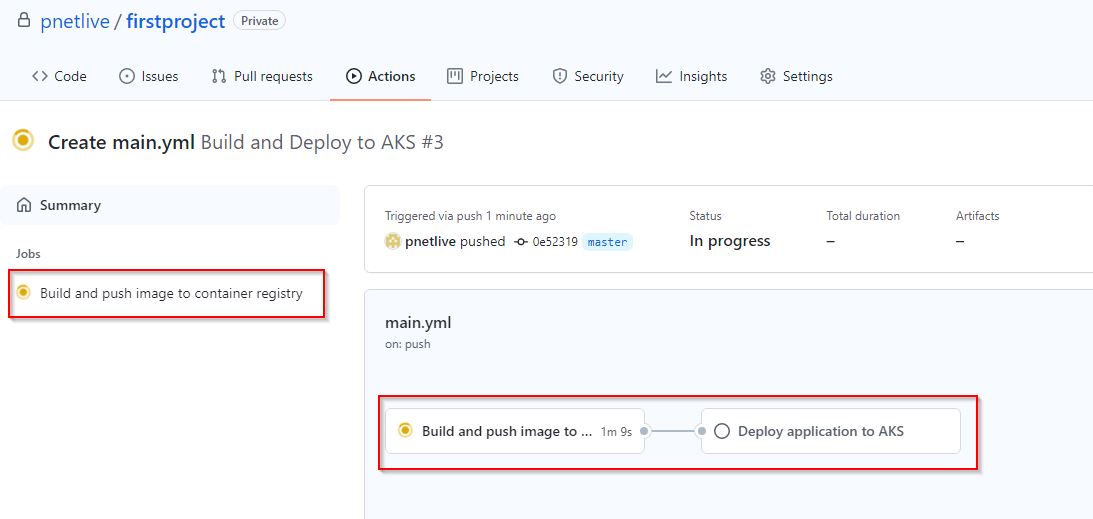 pnetlive / firstproject Private
Code Issues Pull requests Actions Projects Security Insights Settings
Create main.yml Build and Deploy to AKS #3
Summary
Jobs
Build and push image to container registry
Triggered via push 1 minute ago
pnetlive pushed 0e52319 master
Status
In progress
Total duration
–
Artifacts
–
main.yml
on: push
Build and push image to ... 1m 9s
Deploy application to AKS